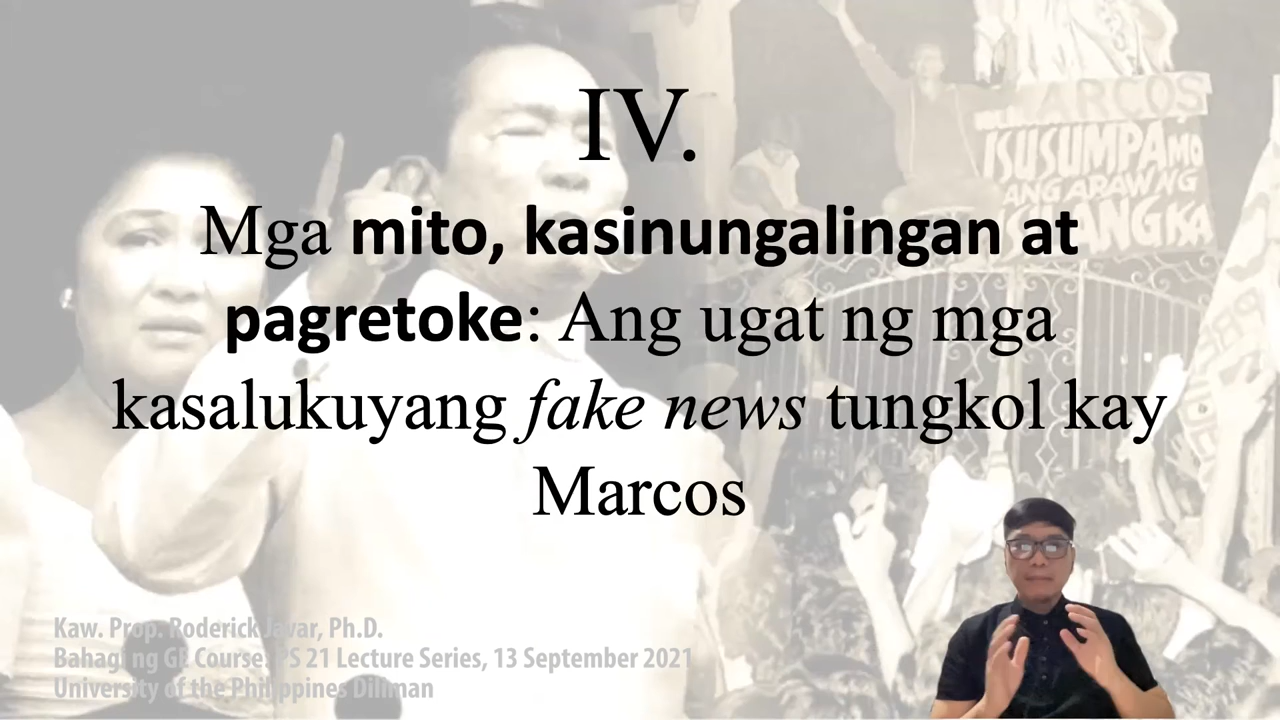 IV.
Mga mito, kasinungalingan at
pagretoke: Ang ugat ng mga
kasalukuyang fake news tungkol kay
Marcos
MARCOS
ISUSUMPA MO
ANG ARAW NG
ANG KA
Kaw. Prop. Roderick Javar, Ph.D.
Bahagi ng GE Course: PS 21 Lecture Series, 13 September 2021
University of the Philippines Diliman